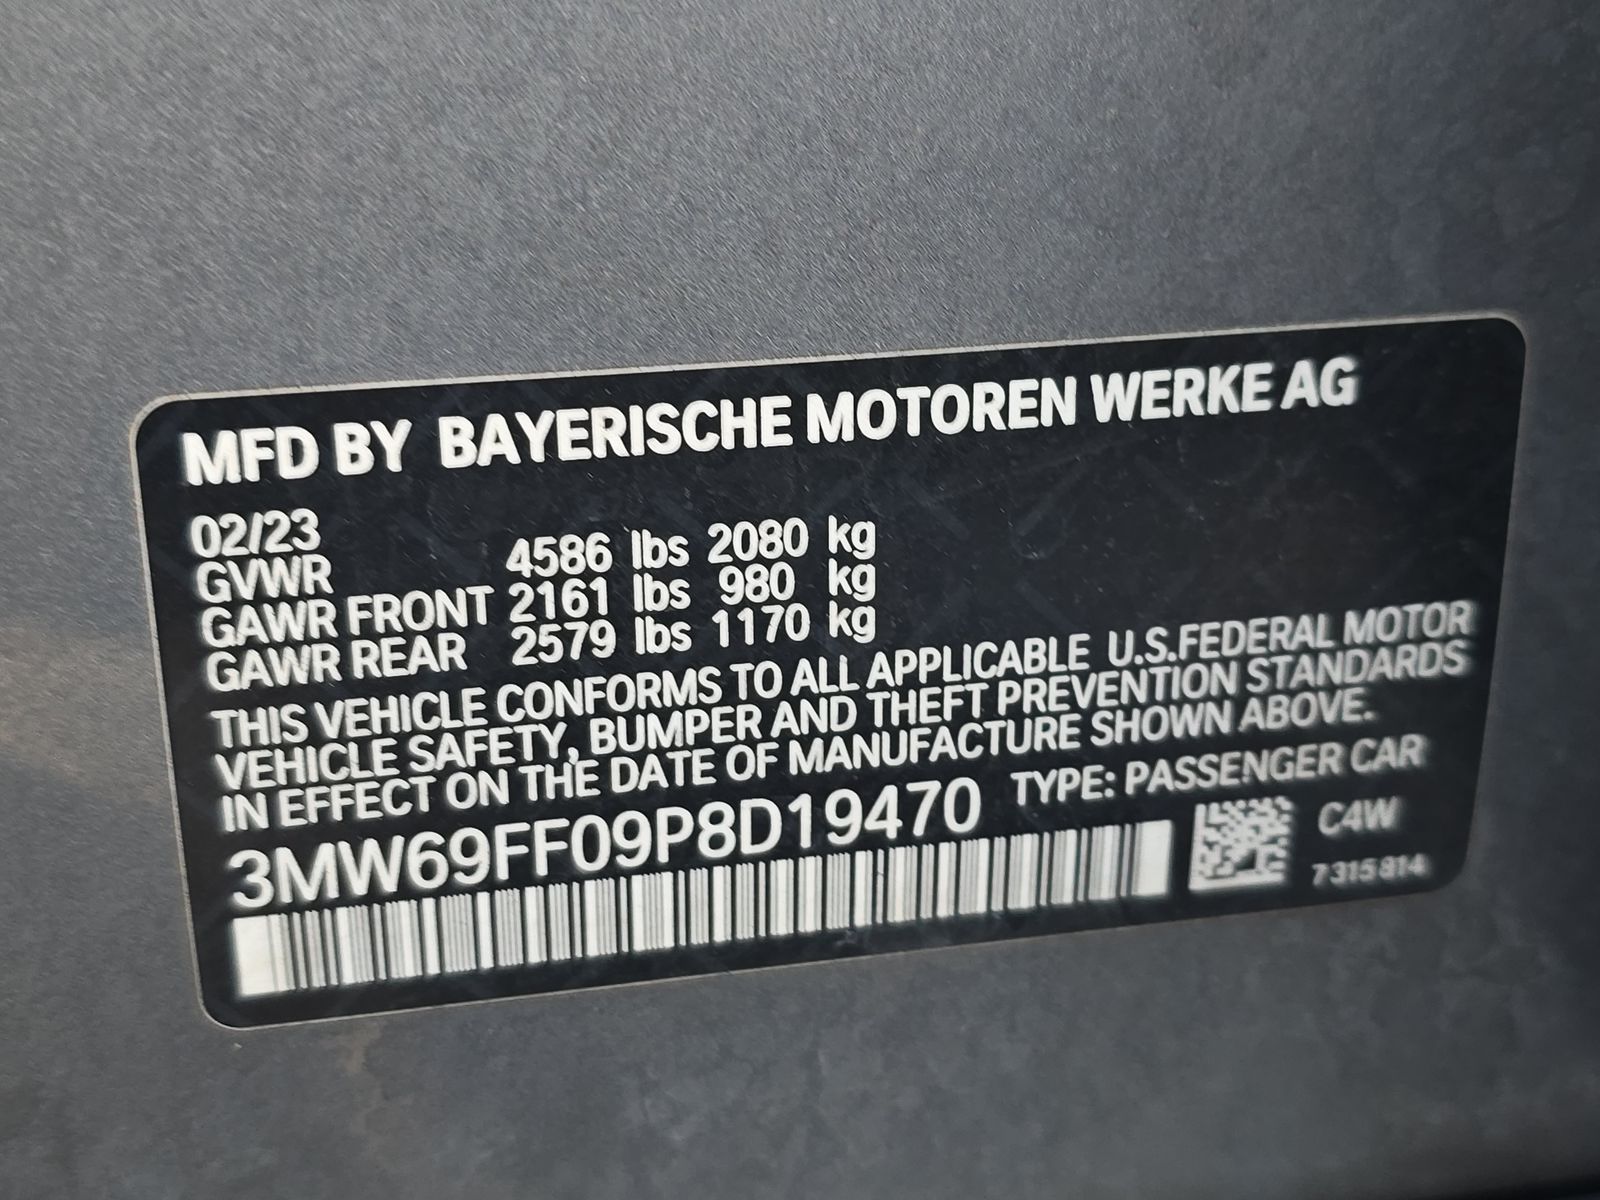 MFD BY BAYERISCHE MOTOREN WERKE AG
02/23
GVWR 4586 lbs 2080 kg
GAWR FRONT 2161 lbs 980 kg
GAWR REAR 2579 lbs 1170 kg
THIS VEHICLE CONFORMS TO ALL APPLICABLE U.S.FEDERAL MOTOR
VEHICLE SAFETY, BUMPER AND THEFT PREVENTION STANDARDS
IN EFFECT ON THE DATE OF MANUFACTURE SHOWN ABOVE.
3MW69FF09P8D19470 TYPE: PASSENGER CAR
C4W
7315814